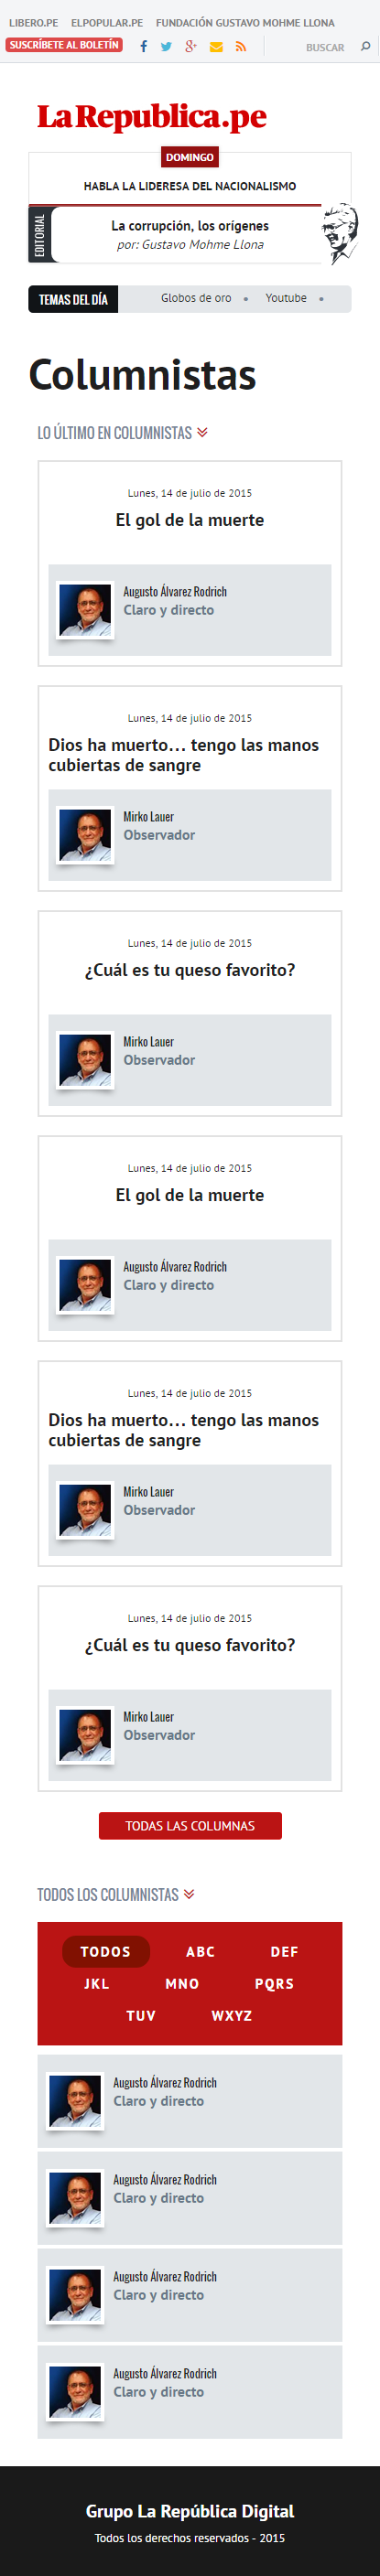 LIBERO.PE ELPOPULAR.PE FUNDACIÓN GUSTAVO MOHME LLONA
SUSCRÍBETE AL BOLETÍN BUSCAR
LaRepublica.pe
DOMINGO
HABLA LA LIDERESA DEL NACIONALISMO
EDITORIAL
La corrupción, los orígenes
por: Gustavo Mohme Llona
TEMAS DEL DÍA Globos de oro • Youtube •
Columnistas
LO ÚLTIMO EN COLUMNISTAS
Lunes, 14 de julio de 2015
El gol de la muerte
Augusto Álvarez Rodrich
Claro y directo
Lunes, 14 de julio de 2015
Dios ha muerto... tengo las manos
cubiertas de sangre
Mirko Lauer
Observador
Lunes, 14 de julio de 2015
¿Cuál es tu queso favorito?
Mirko Lauer
Observador
Lunes, 14 de julio de 2015
El gol de la muerte
Augusto Álvarez Rodrich
Claro y directo
Lunes, 14 de julio de 2015
Dios ha muerto... tengo las manos
cubiertas de sangre
Mirko Lauer
Observador
Lunes, 14 de julio de 2015
¿Cuál es tu queso favorito?
Mirko Lauer
Observador
TODAS LAS COLUMNAS
TODOS LOS COLUMNISTAS
TODOS ABC DEF
JKL MNO PQRS
TUV WXYZ
Augusto Álvarez Rodrich
Claro y directo
Augusto Álvarez Rodrich
Claro y directo
Augusto Álvarez Rodrich
Claro y directo
Augusto Álvarez Rodrich
Claro y directo
Grupo La República Digital
Todos los derechos reservados - 2015